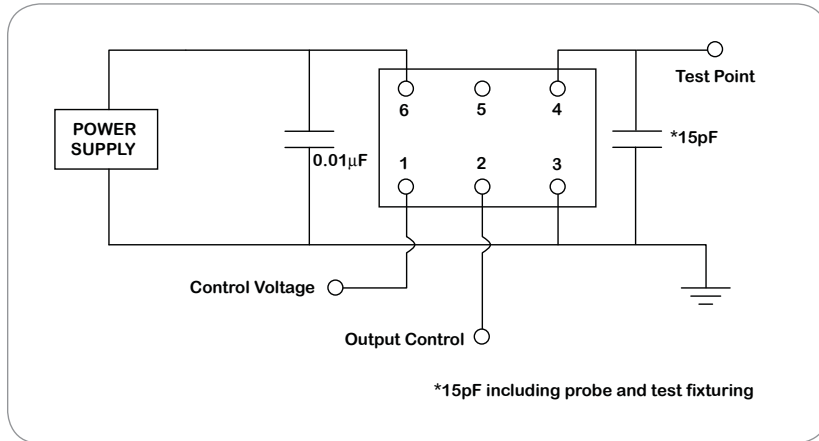 Test Point
6 5 4
POWER
SUPPLY
*15pF
0.01µF
1 2 3
Control Voltage
Output Control
*15pF including probe and test fixturing